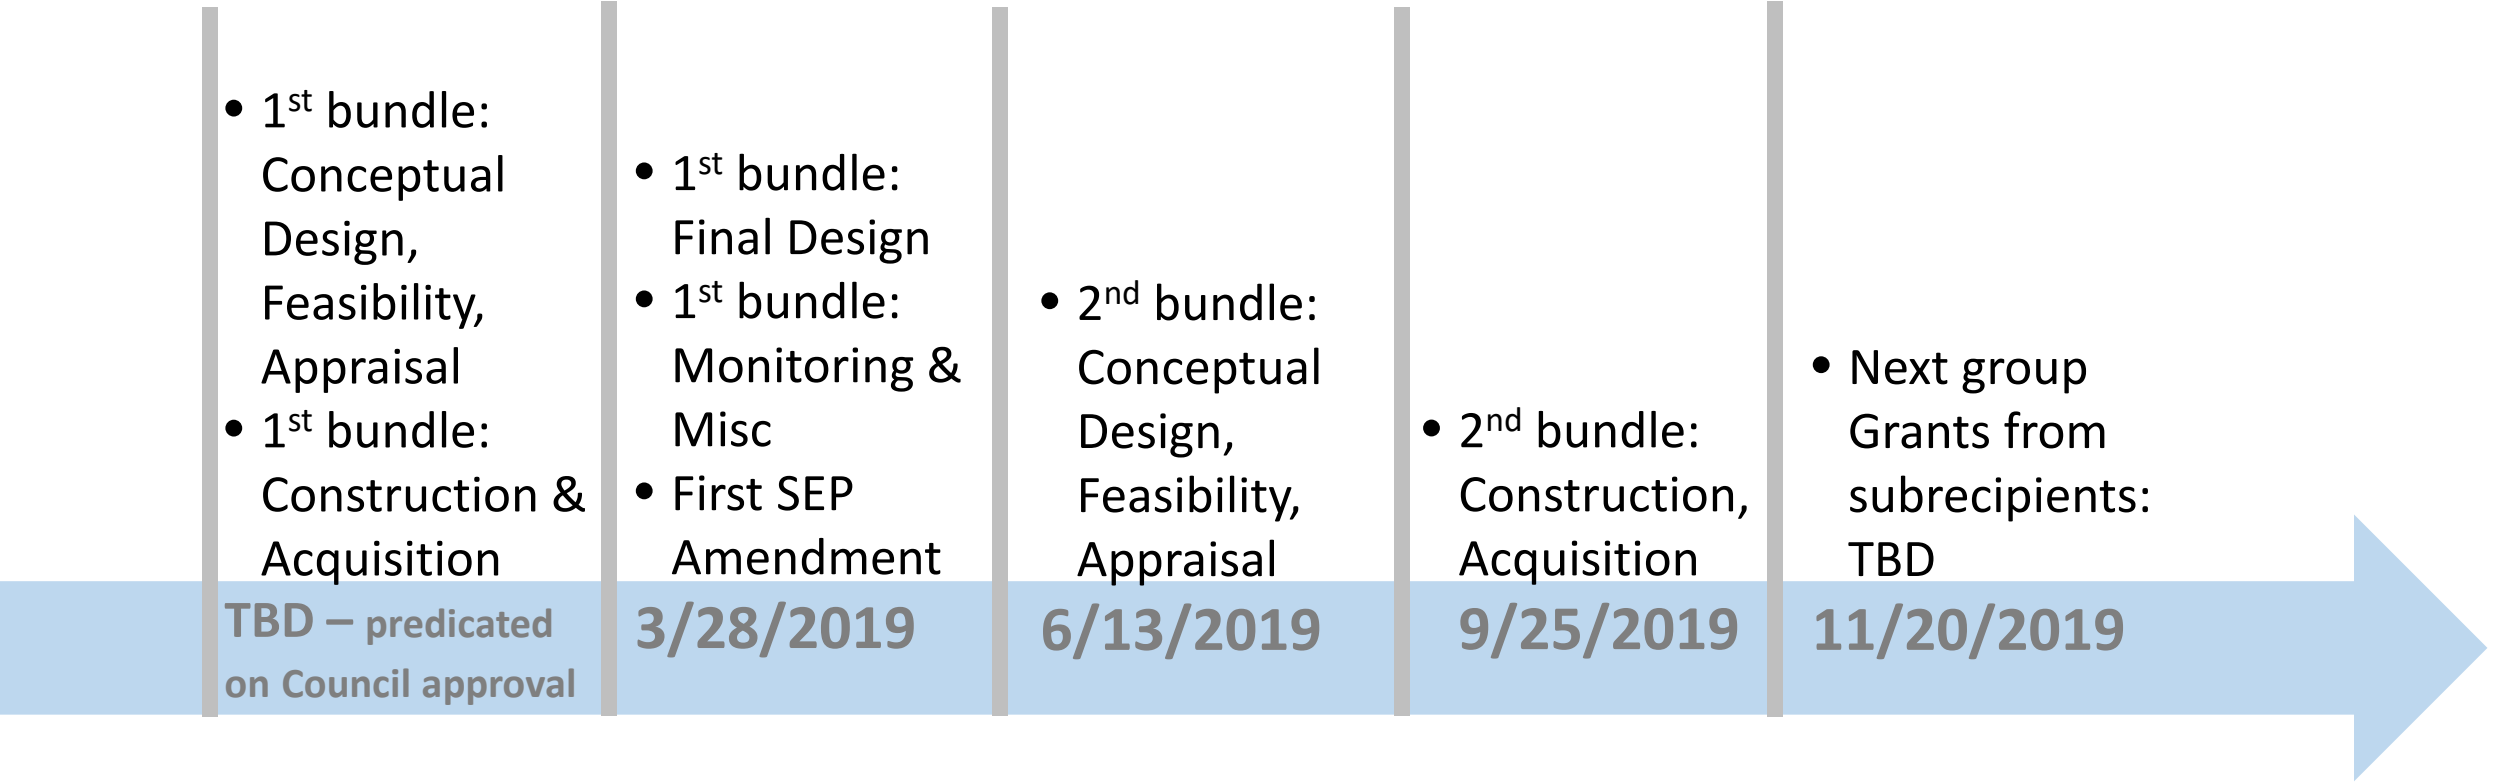 • 1st bundle:
Conceptual
Design,
Feasibility,
Appraisal
• 1st bundle:
Construction &
Acquisition
TBD – predicated
on Council approval
• 1st bundle:
Final Design
• 1st bundle:
Monitoring &
Misc
• First SEP
Amendment
3/28/2019
• 2nd bundle:
Conceptual
Design,
Feasibility,
Appraisal
6/13/2019
• 2nd bundle:
Construction,
Acquisition
9/25/2019
• Next group
Grants from
subrecipients:
TBD
11/20/2019